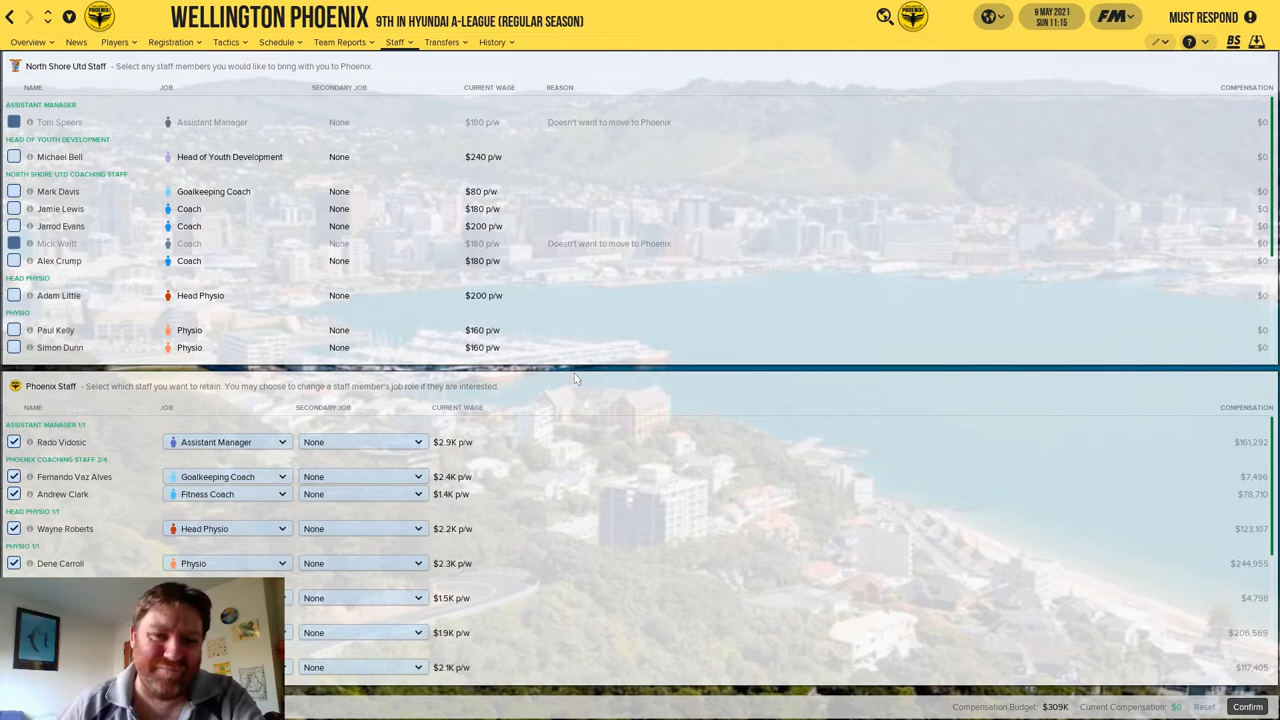 WELLINGTON PHOENIX 9TH IN HYUNDAI A-LEAGUE (REGULAR SEASON)
9 MAY 2021
SUN 11:15
FM
MUST RESPOND
Overview News Players Registration Tactics Schedule Team Reports Staff Transfers History
BS
North Shore Utd Staff - Select any staff members you would like to bring with you to Phoenix.
NAME JOB SECONDARY JOB CURRENT WAGE REASON COMPENSATION
ASSISTANT MANAGER
Tom Speers Assistant Manager None $180 p/w Doesn't want to move to Phoenix $0
HEAD OF YOUTH DEVELOPMENT
Michael Bell Head of Youth Development None $240 p/w $0
NORTH SHORE UTD COACHING STAFF
Mark Davis Goalkeeping Coach None $80 p/w $0
Jamie Lewis Coach None $180 p/w $0
Jarrod Evans Coach None $200 p/w $0
Mick Waitt Coach None $180 p/w Doesn't want to move to Phoenix $0
Alex Crump Coach None $180 p/w $0
HEAD PHYSIO
Adam Little Head Physio None $200 p/w $0
PHYSIO
Paul Kelly Physio None $160 p/w $0
Simon Dunn Physio None $160 p/w $0
Phoenix Staff - Select which staff you want to retain. You may choose to change a staff member's job role if they are interested.
NAME JOB SECONDARY JOB CURRENT WAGE COMPENSATION
ASSISTANT MANAGER 1/1
Rado Vidosic Assistant Manager None $2.9K p/w $161,292
PHOENIX COACHING STAFF 2/4
Fernando Vaz Alves Goalkeeping Coach None $2.4K p/w $7,496
Andrew Clark Fitness Coach None $1.4K p/w $78,710
HEAD PHYSIO 1/1
Wayne Roberts Head Physio None $2.2K p/w $123,107
PHYSIO 1/1
Dene Carroll Physio None $2.3K p/w $244,955
None $1.5K p/w $4,798
None $1.9K p/w $206,569
None $2.1K p/w $117,405
Compensation Budget: $309K Current Compensation: $0 Reset Confirm